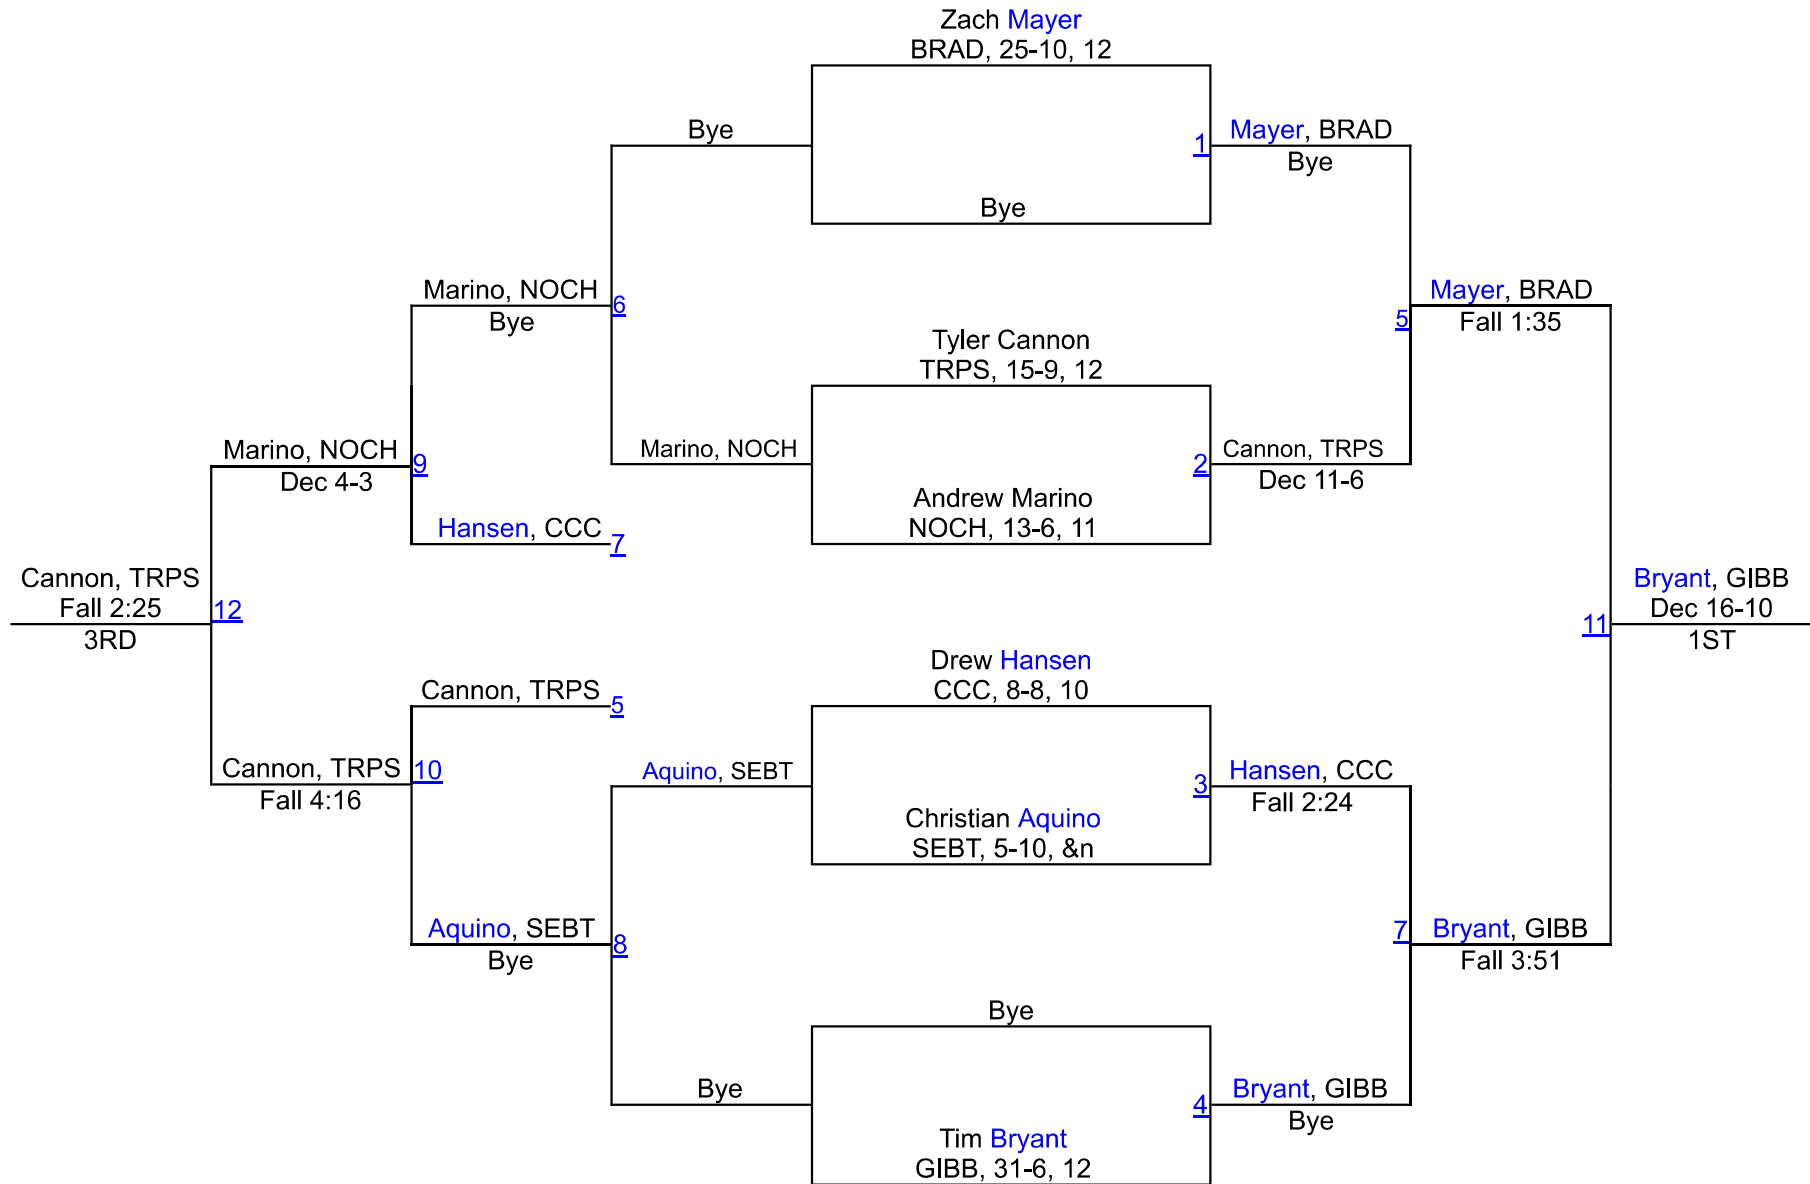 Zach Mayer
BRAD, 25-10, 12
Bye
1
Mayer, BRAD
Bye
Bye
Marino, NOCH
Bye
6
Mayer, BRAD
Fall 1:35
5
Tyler Cannon
TRPS, 15-9, 12
Marino, NOCH
Dec 4-3
9
Marino, NOCH
2
Cannon, TRPS
Dec 11-6
Andrew Marino
NOCH, 13-6, 11
Hansen, CCC
7
Cannon, TRPS
Fall 2:25
3RD
12
Bryant, GIBB
Dec 16-10
1ST
11
Drew Hansen
CCC, 8-8, 10
Cannon, TRPS
5
Cannon, TRPS
Fall 4:16
10
Aquino, SEBT
3
Hansen, CCC
Fall 2:24
Christian Aquino
SEBT, 5-10, &n
Aquino, SEBT
Bye
8
7
Bryant, GIBB
Fall 3:51
Bye
Bye
4
Bryant, GIBB
Bye
Tim Bryant
GIBB, 31-6, 12